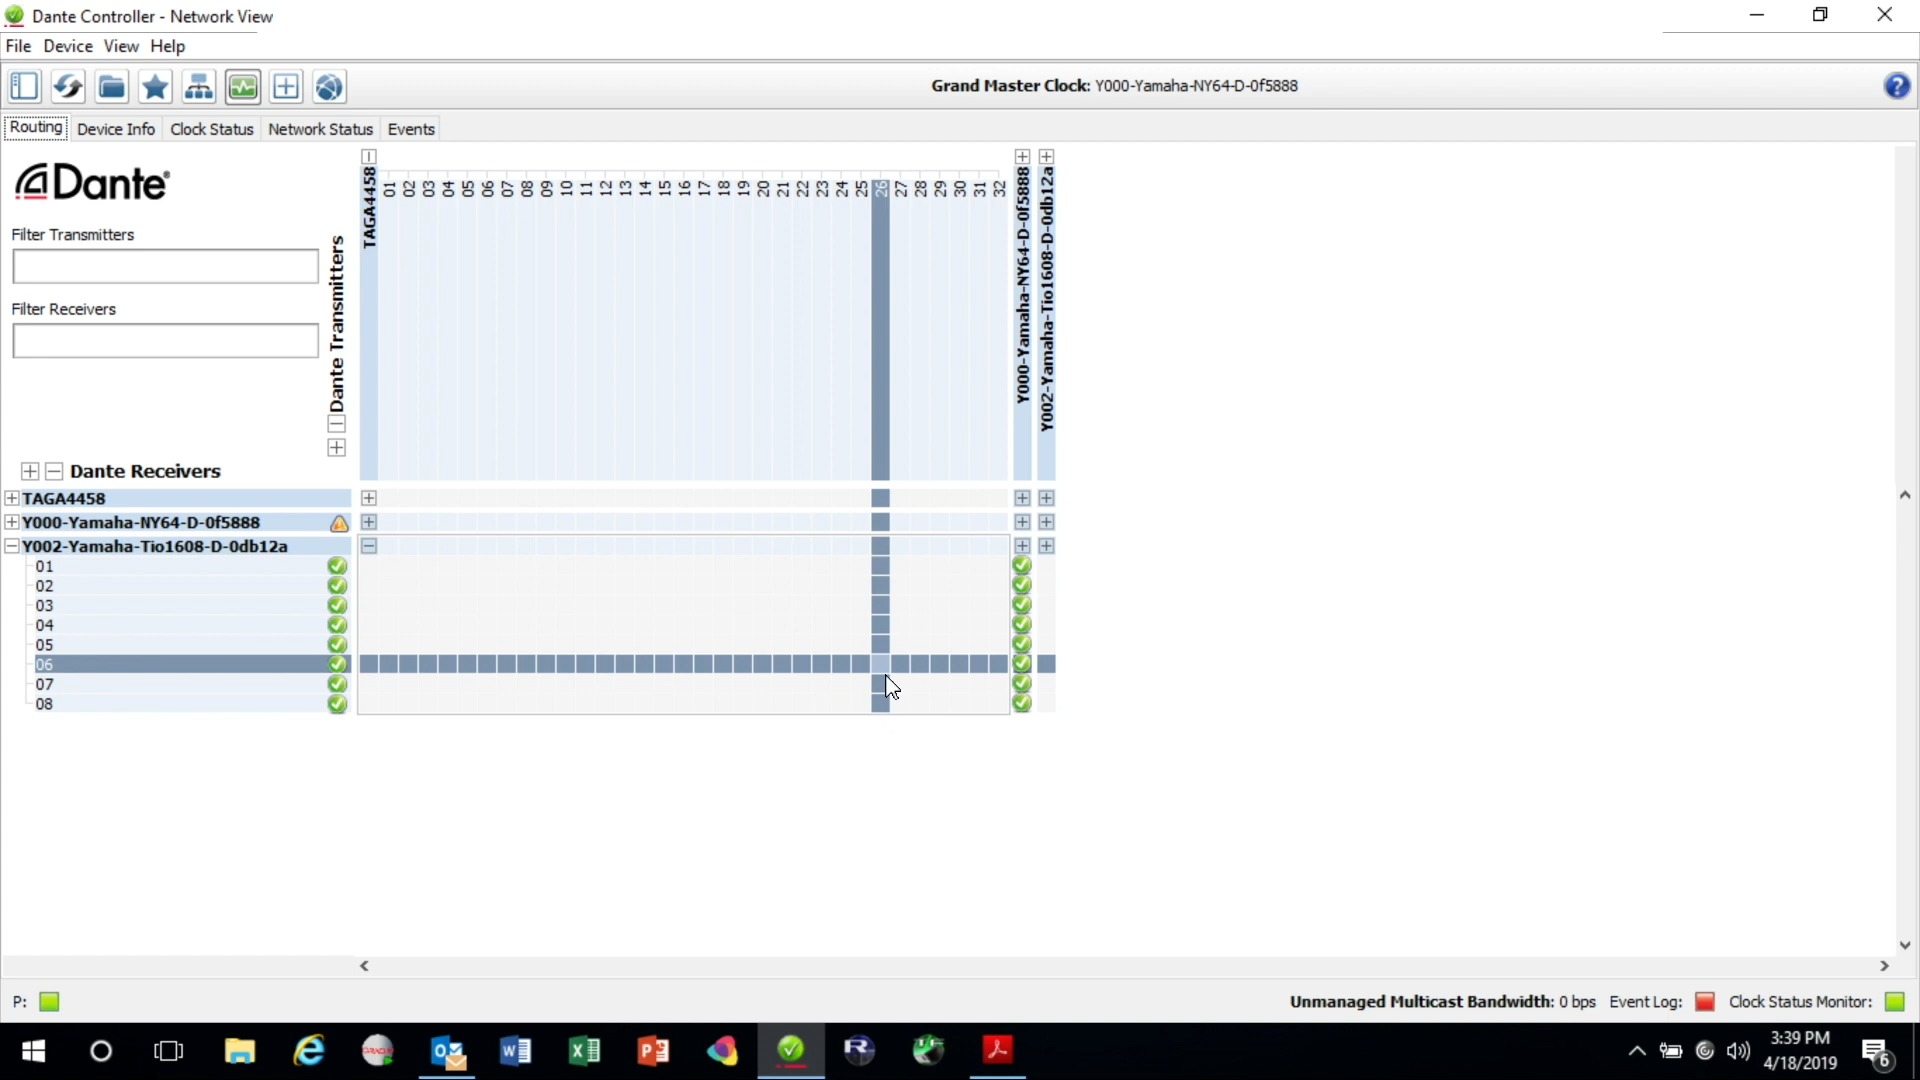 Dante Controller - Network View
File Device View Help
Grand Master Clock: Y000-Yamaha-NY64-D-0f5888
Routing Device Info Clock Status Network Status Events
Dante
Filter Transmitters
Filter Receivers
Dante Transmitters
TAGA4458
01 02 03 04 05 06 07 08 09 10 11 12 13 14 15 16 17 18 19 20 21 22 23 24 25 26 27 28 29 30 31 32
Y000-Yamaha-NY64-D-0f5888
Y002-Yamaha-Tio1608-D-0db12a
Dante Receivers
TAGA4458
Y000-Yamaha-NY64-D-0f5888
Y002-Yamaha-Tio1608-D-0db12a
01
02
03
04
05
06
07
08
P:
Unmanaged Multicast Bandwidth: 0 bps Event Log: Clock Status Monitor:
3:39 PM
4/18/2019
6